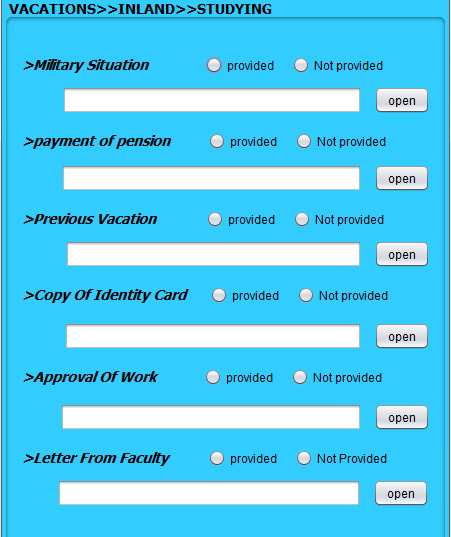 VACATIONS>>INLAND>>STUDYING
>Military Situation provided Not provided
open
>payment of pension provided Not provided
open
>Previous Vacation provided Not provided
open
>Copy Of Identity Card provided Not provided
open
>Approval Of Work provided Not provided
open
>Letter From Faculty provided Not Provided
open